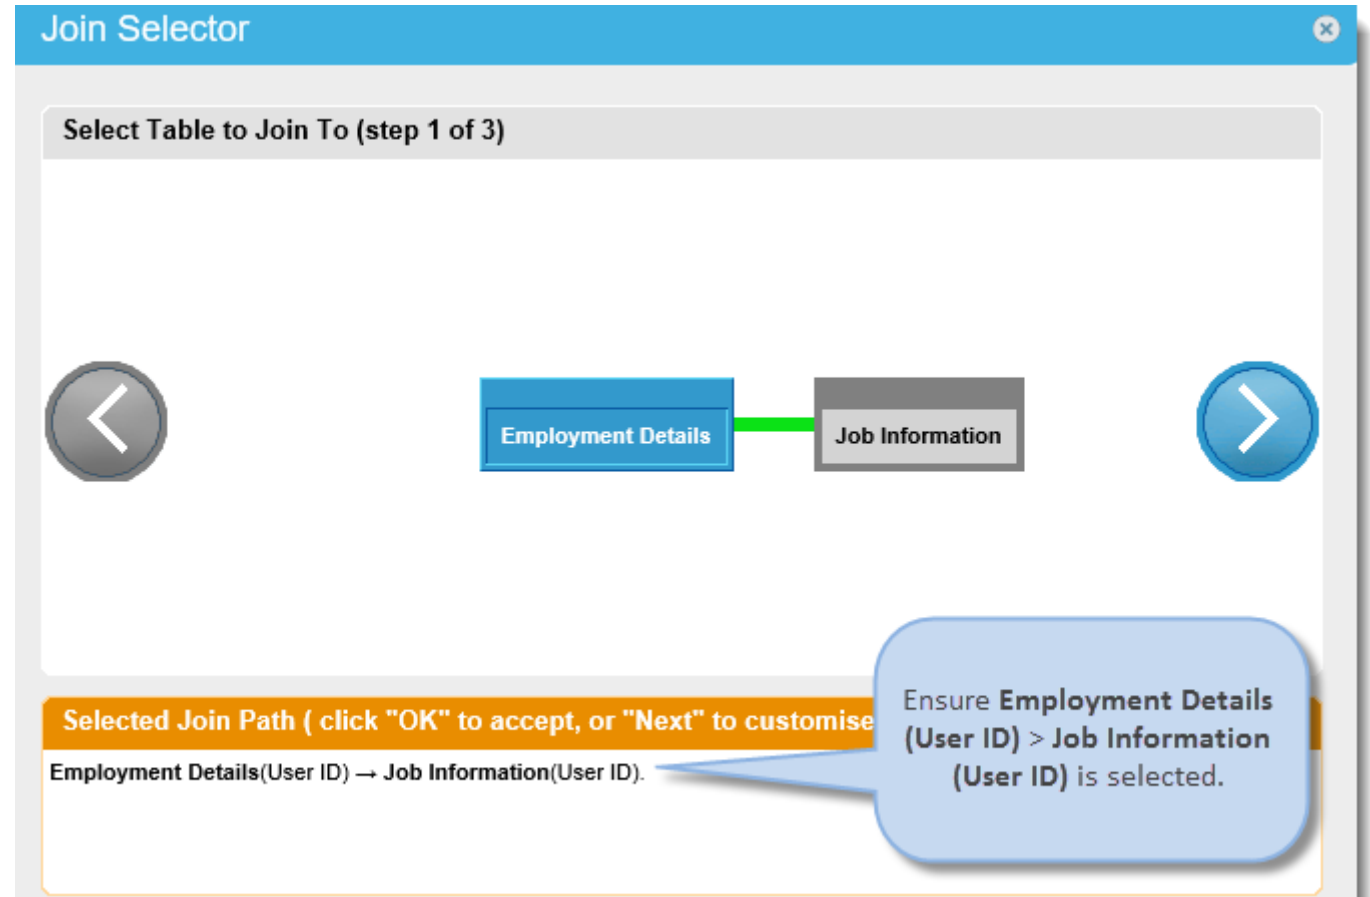 Join Selector
Select Table to Join To (step 1 of 3)
Employment Details
Job Information
Selected Join Path ( click "OK" to accept, or "Next" to customise
Employment Details(User ID) → Job Information(User ID).
Ensure Employment Details
(User ID) > Job Information
(User ID) is selected.